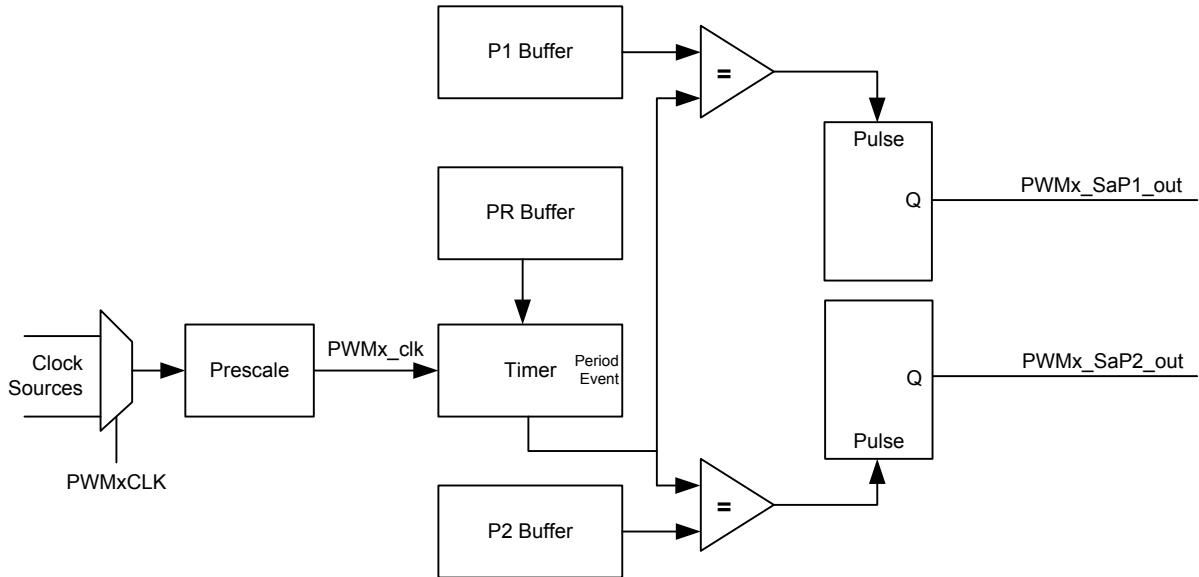 P1 Buffer
=
Pulse
Q
PWMx_SaP1_out
PR Buffer
Clock
Sources
Prescale
PWMx_clk
Timer
Period
Event
PWMxCLK
Q
PWMx_SaP2_out
Pulse
P2 Buffer
=